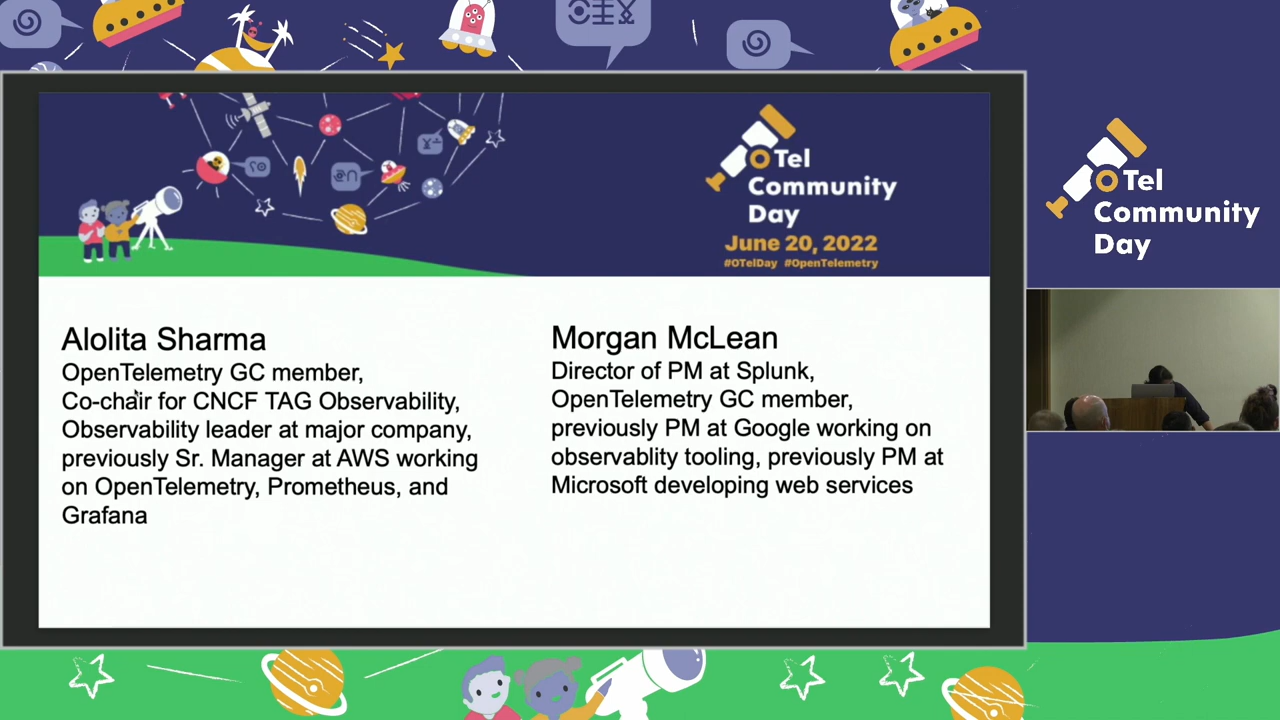 OTel
Community
Day
June 20, 2022
#OTelDay #OpenTelemetry
Alolita Sharma
OpenTelemetry GC member,
Co-chair for CNCF TAG Observability,
Observability leader at major company,
previously Sr. Manager at AWS working
on OpenTelemetry, Prometheus, and
Grafana
Morgan McLean
Director of PM at Splunk,
OpenTelemetry GC member,
previously PM at Google working on
observablity tooling, previously PM at
Microsoft developing web services
OTel
Community
Day